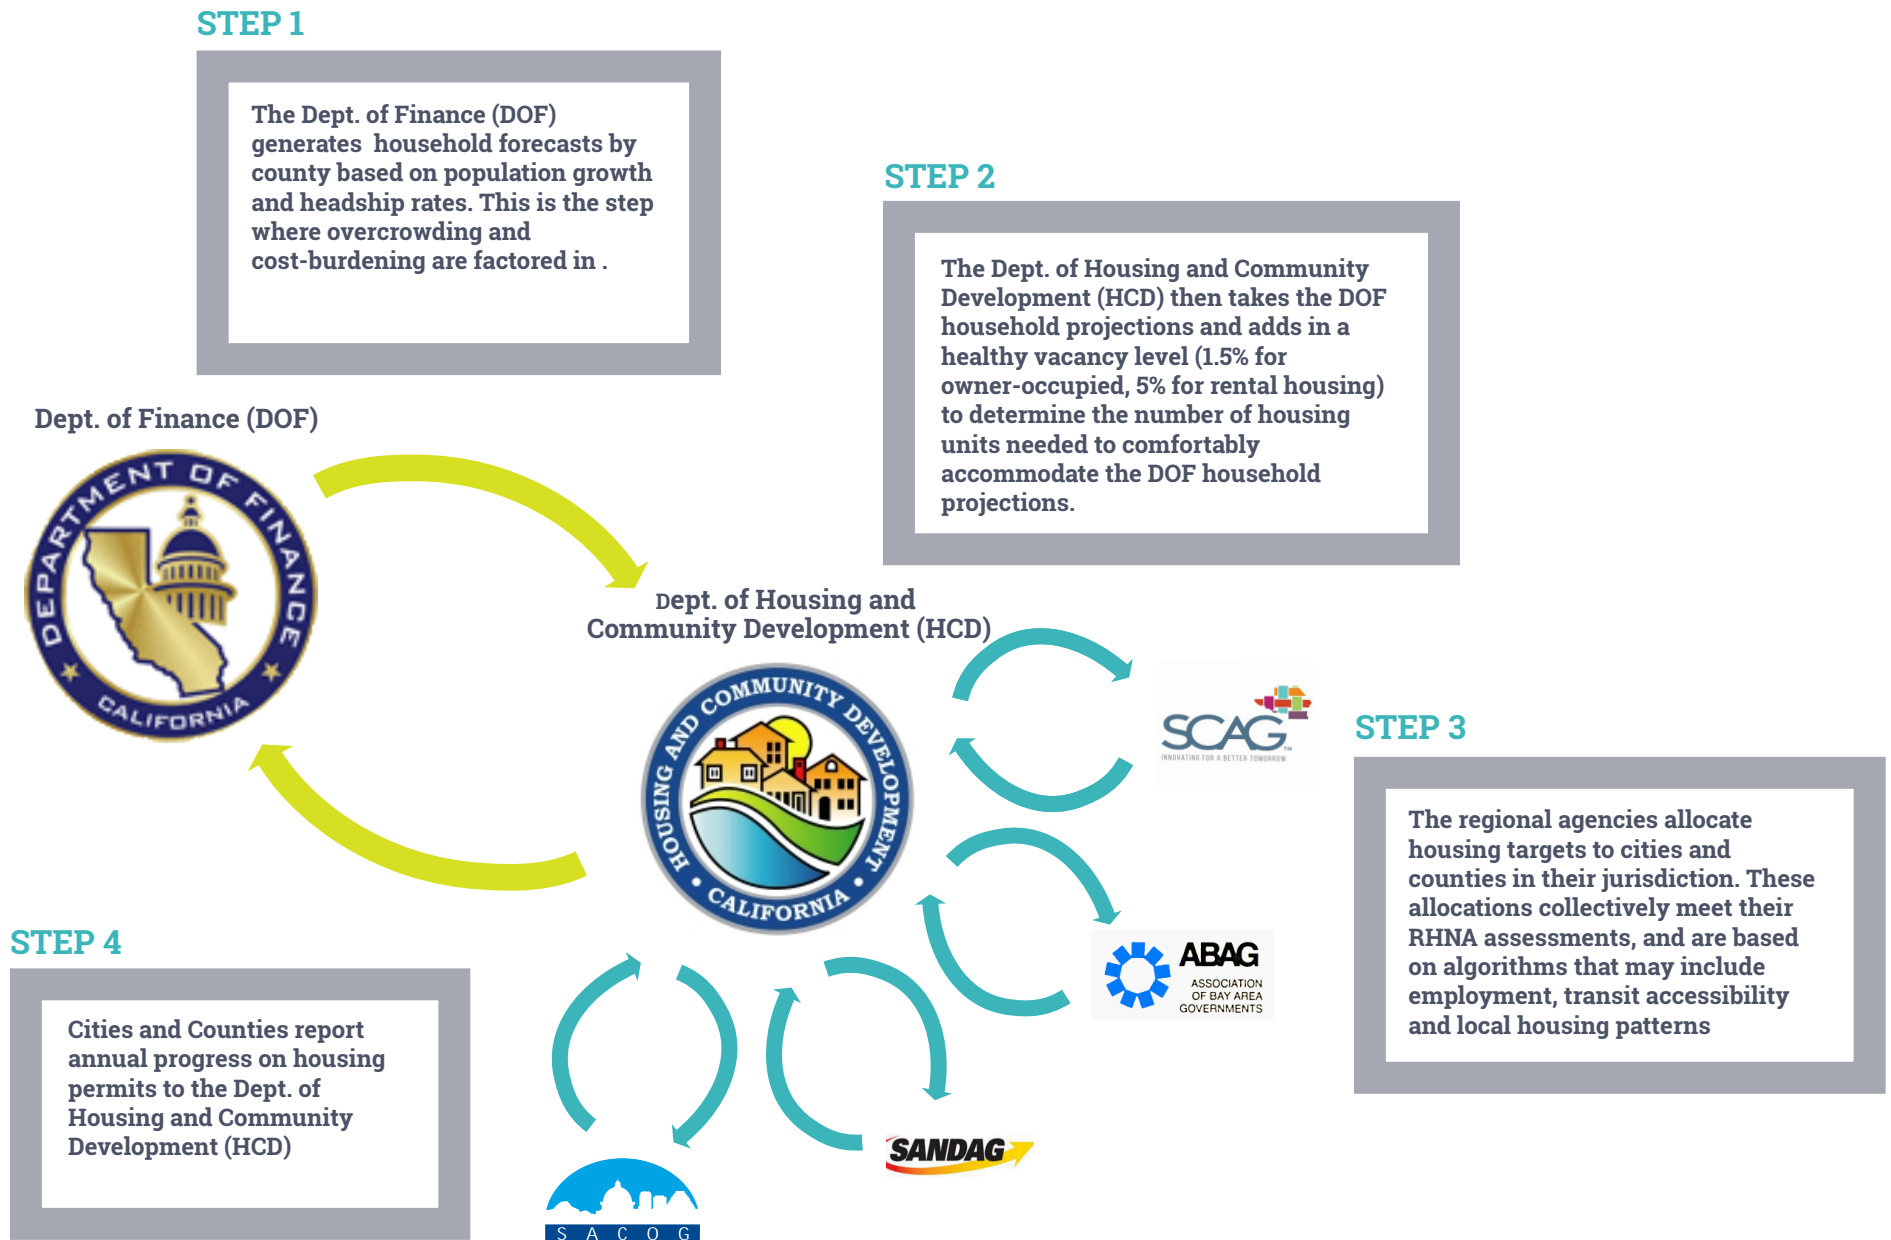 STEP 1
The Dept. of Finance (DOF)
generates  household forecasts by
county based on population growth
and headship rates. This is the step
where overcrowding and
cost-burdening are factored in .
STEP 2
The Dept. of Housing and Community
Development (HCD) then takes the DOF
household projections and adds in a
healthy vacancy level (1.5% for
owner-occupied, 5% for rental housing)
to determine the number of housing
units needed to comfortably
accommodate the DOF household
projections.
Dept. of Finance (DOF)
DEPARTMENT OF FINANCE
CALIFORNIA
Dept. of Housing and
Community Development (HCD)
HOUSING AND COMMUNITY DEVELOPMENT
• CALIFORNIA •
SCAG™
INNOVATING FOR A BETTER TOMORROW
STEP 3
The regional agencies allocate
housing targets to cities and
counties in their jurisdiction. These
allocations collectively meet their
RHNA assessments, and are based
on algorithms that may include
employment, transit accessibility
and local housing patterns
ABAG
ASSOCIATION
OF BAY AREA
GOVERNMENTS
STEP 4
Cities and Counties report
annual progress on housing
permits to the Dept. of
Housing and Community
Development (HCD)
SANDAG
SACOG